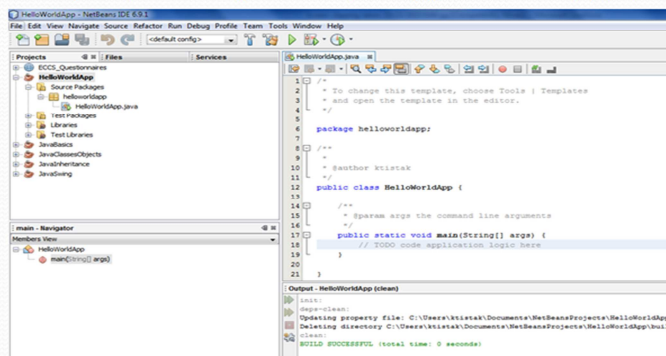 HelloWorldApp - NetBeans IDE 6.9.1
File Edit View Navigate Source Refactor Run Debug Profile Team Tools Window Help
<default config>
Projects
Files
Services
ECCS_Questionnaires
HelloWorldApp
Source Packages
helloworldapp
HelloWorldApp.java
Test Packages
Libraries
Test Libraries
JavaBasics
JavaClassesObjects
JavaInheritance
JavaSwing
main - Navigator
Members View
HelloWorldApp
main(String[] args)
HelloWorldApp.java
1 /*
2 * To change this template, choose Tools | Templates
3 * and open the template in the editor.
4 */
5
6 package helloworldapp;
7
8 /**
9 *
10 * @author ktistak
11 */
12 public class HelloWorldApp {
13
14 /**
15 * @param args the command line arguments
16 */
17 public static void main(String[] args) {
18 // TODO code application logic here
19 }
20
21 }
Output - HelloWorldApp (clean)
init:
deps-clean:
Updating property file: C:\Users\ktistak\Documents\NetBeansProjects\HelloWorldApp
Deleting directory C:\Users\ktistak\Documents\NetBeansProjects\HelloWorldApp\buil
clean:
BUILD SUCCESSFUL (total time: 0 seconds)